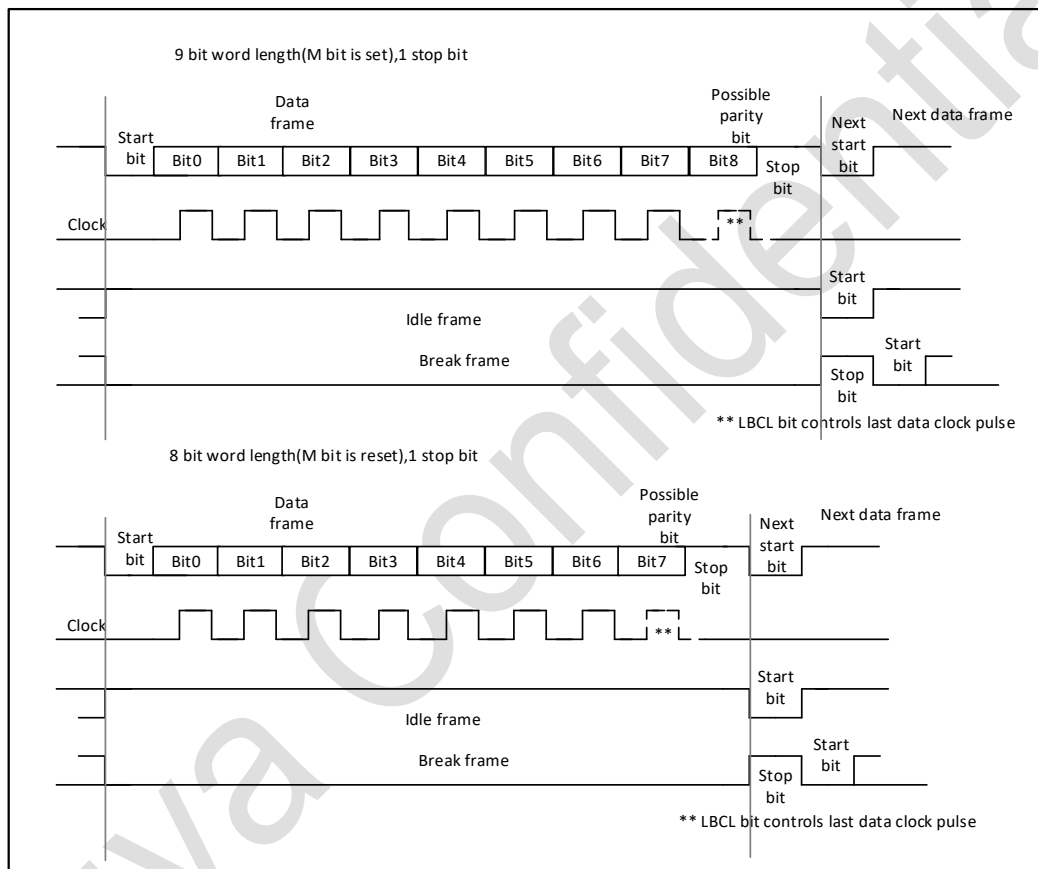 9 bit word length(M bit is set),1 stop bit
Data
frame
Possible
parity
bit
Next
start
bit
Next data frame
Start
bit
Bit0 Bit1 Bit2 Bit3 Bit4 Bit5 Bit6 Bit7 Bit8
Stop
bit
Clock
**
Start
bit
Idle frame
Break frame
Start
bit
Stop
bit
** LBCL bit controls last data clock pulse
8 bit word length(M bit is reset),1 stop bit
Data
frame
Possible
parity
bit
Next
start
bit
Next data frame
Start
bit
Bit0 Bit1 Bit2 Bit3 Bit4 Bit5 Bit6 Bit7
Stop
bit
Clock
**
Start
bit
Idle frame
Break frame
Start
bit
Stop
bit
** LBCL bit controls last data clock pulse